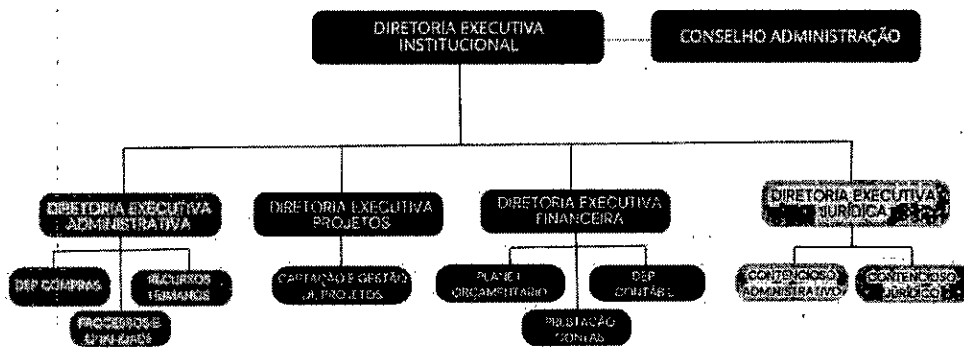 DIRETORIA EXECUTIVA
INSTITUCIONAL
CONSELHO ADMINISTRAÇÃO
DIRETORIA EXECUTIVA
ADMINISTRATIVA
DIRETORIA EXECUTIVA
PROJETOS
DIRETORIA EXECUTIVA
FINANCEIRA
DIRETORIA EXECUTIVA
JURÍDICA
DEP COMPRAS
RECURSOS
HUMANOS
PROCESSOS E
CAPTAÇÃO E GESTÃO
DE PROJETOS
ORÇAMENTÁRIO
DEP
CONTÁBIL
PRESTAÇÃO
CONTAS
CONTENCIOSO
ADMINISTRATIVO
CONTENCIOSO
JURÍDICO